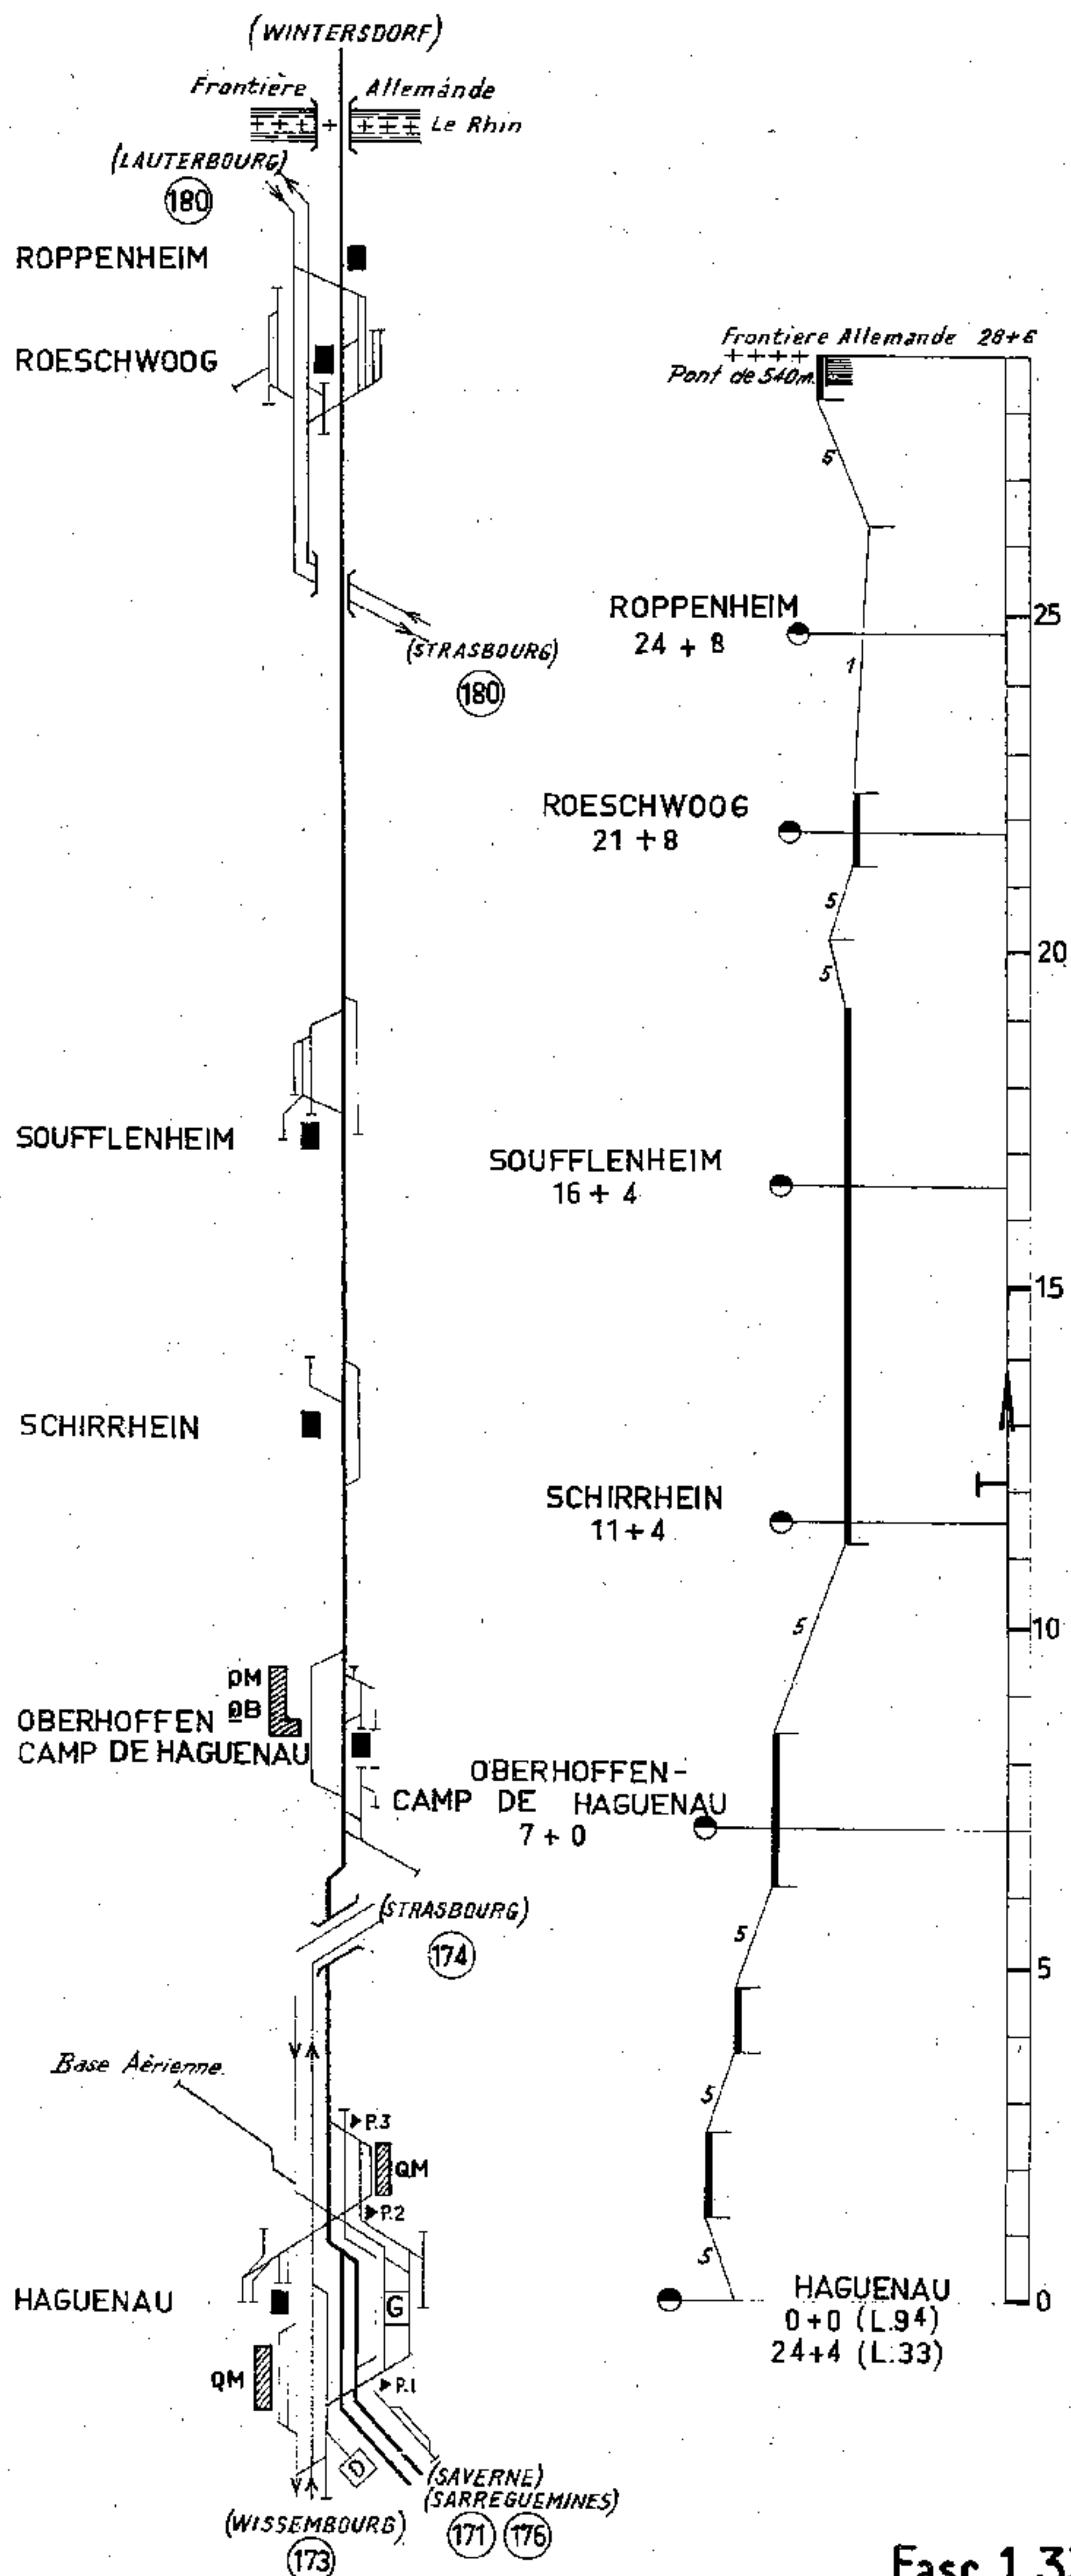 (WINTERSDORF)
Frontière Allemande
+ + + + + + + Le Rhin
(LAUTERBOURG)
180
ROPPENHEIM
ROESCHWOOG
(STRASBOURG)
180
SOUFFLENHEIM
SCHIRRHEIN
QM
QB
OBERHOFFEN
CAMP DE HAGUENAU
(STRASBOURG)
174
Base Aérienne
P.3
QM
P.2
HAGUENAU
G
QM
P.1
D
(SAVERNE)
(SARREGUEMINES)
171 176
(WISSEMBOURG)
173
Frontière Allemande 28+6
+ + + +
Pont de 540m.
5
25
ROPPENHEIM
24 + 8
1
ROESCHWOOG
21 + 8
5
20
5
SOUFFLENHEIM
16 + 4
15
SCHIRRHEIN
11 + 4
5
10
OBERHOFFEN-
CAMP DE HAGUENAU
7 + 0
5
5
5
5
HAGUENAU
0
0+0 (L.9⁴)
24+4 (L.33)